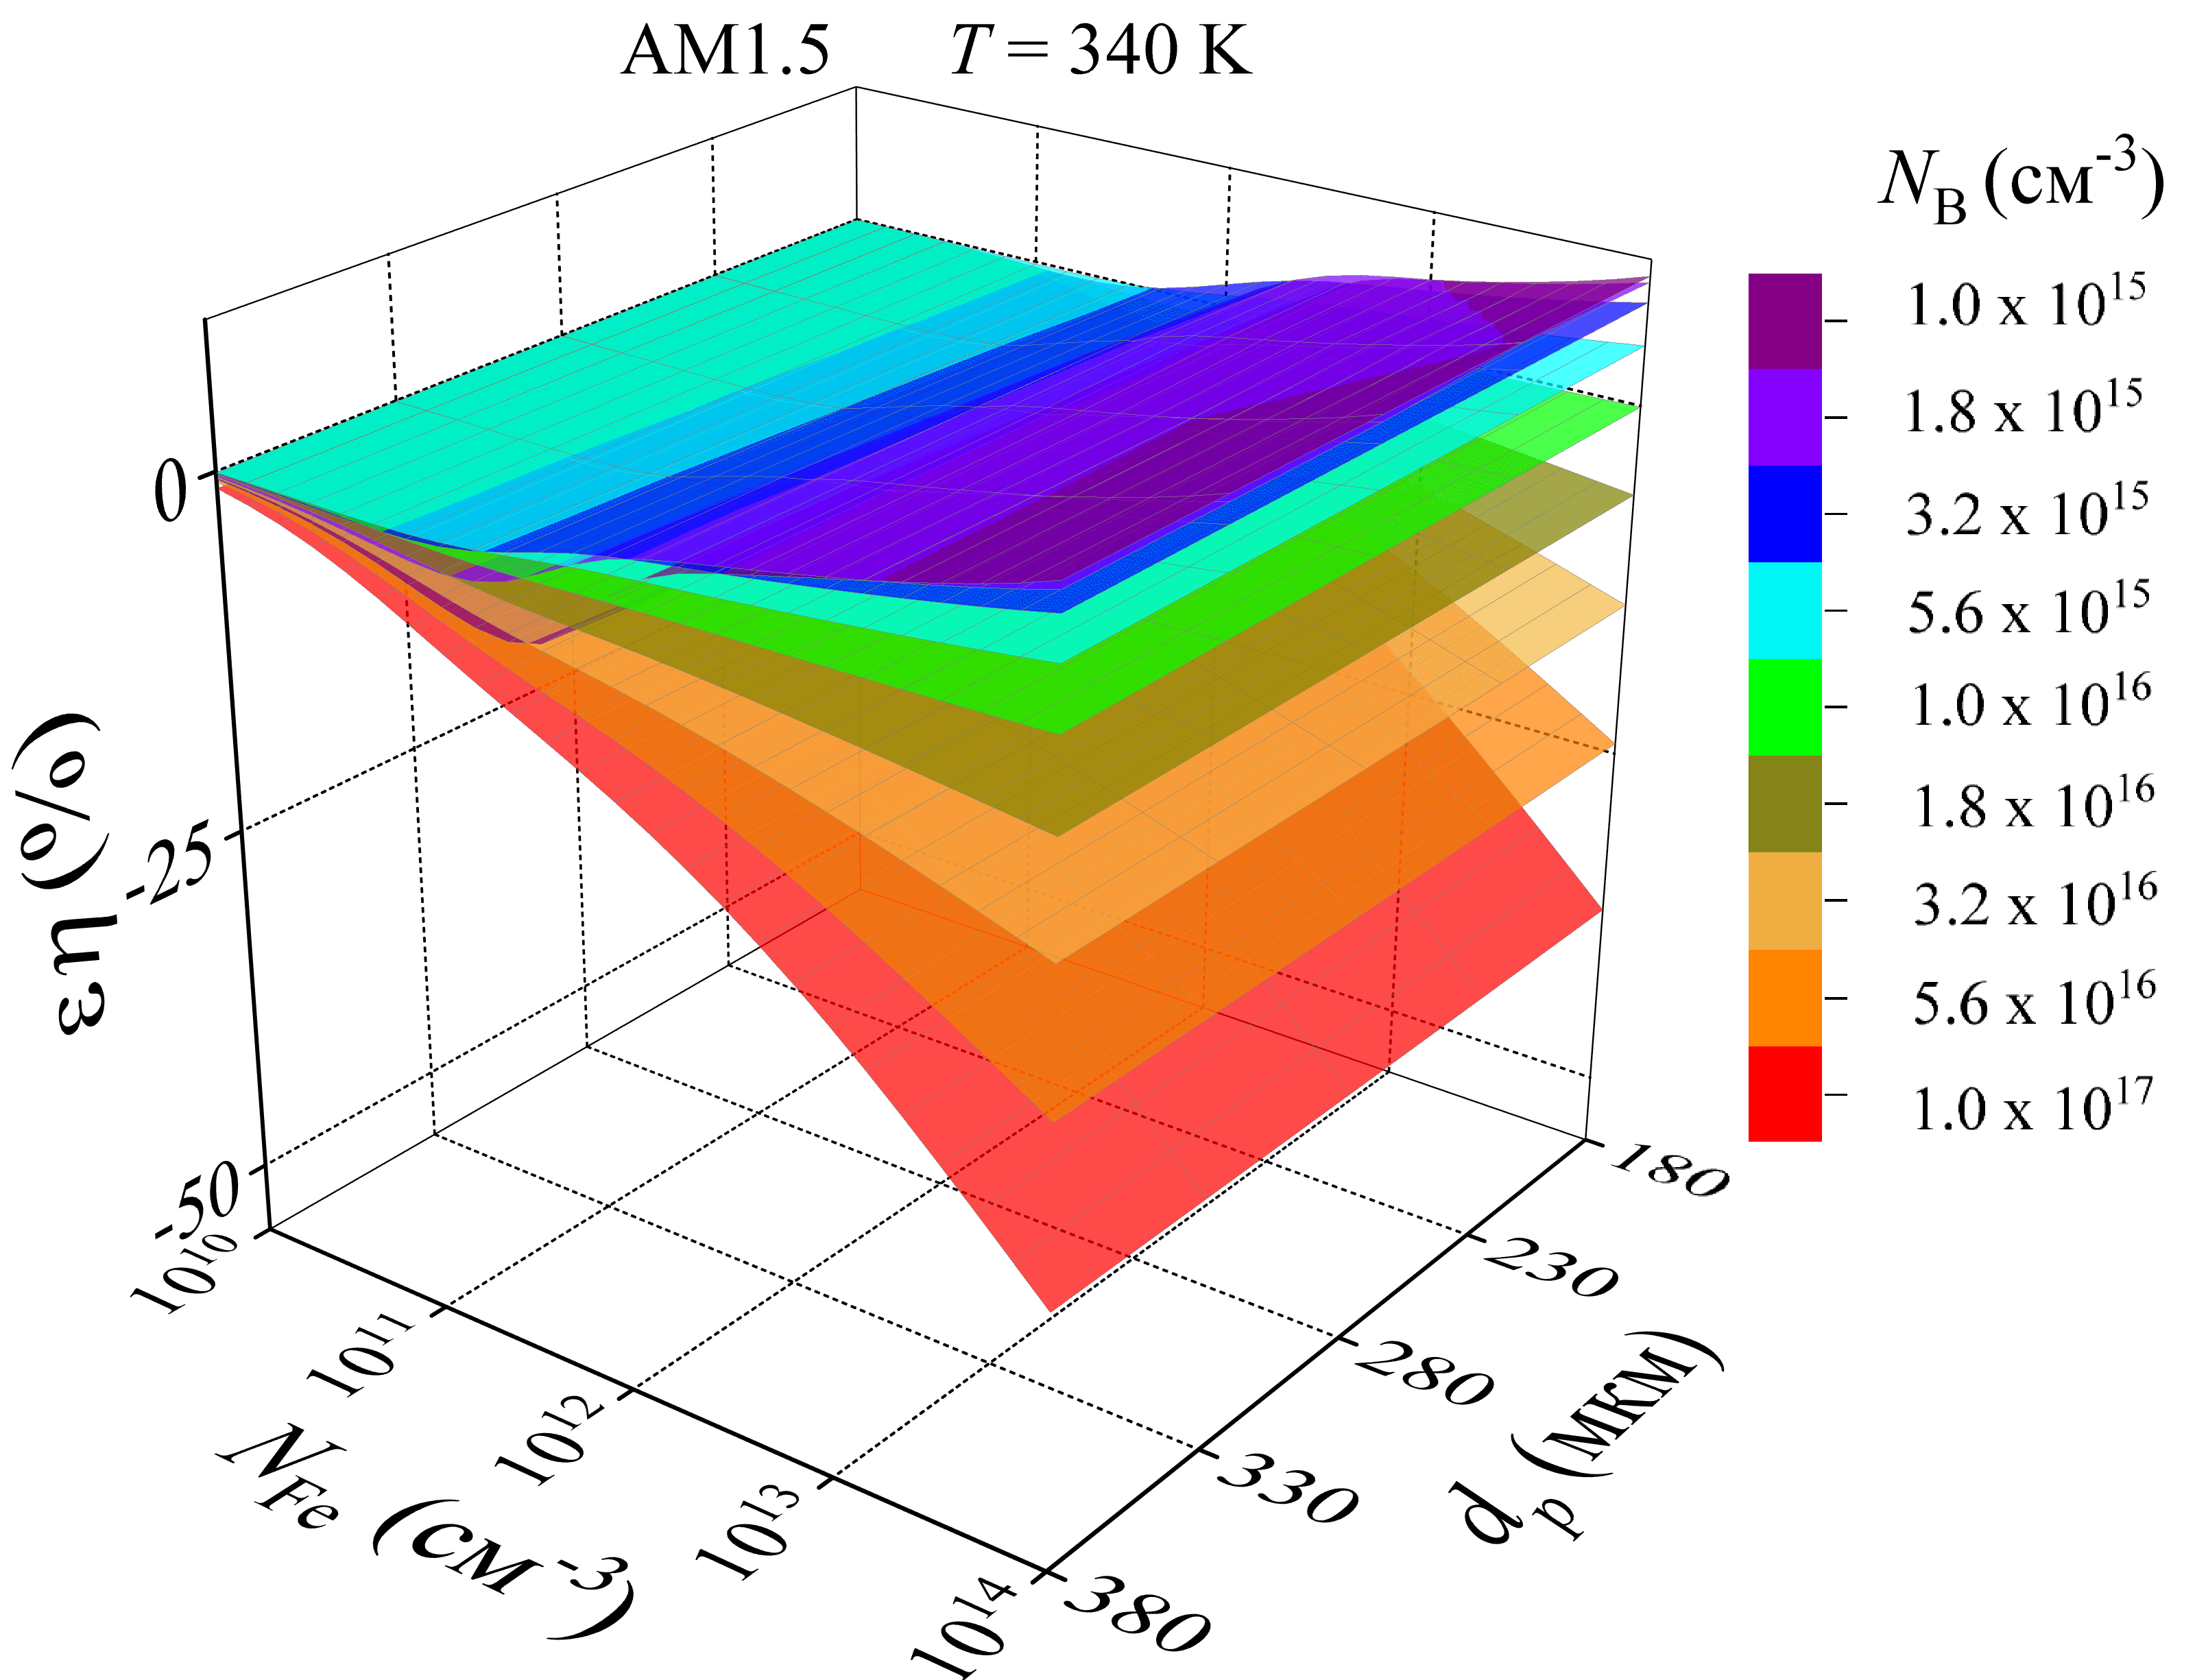 AM1.5 T = 340 K
N_B (см^-3)
1.0 x 10^15
1.8 x 10^15
3.2 x 10^15
5.6 x 10^15
1.0 x 10^16
1.8 x 10^16
3.2 x 10^16
5.6 x 10^16
1.0 x 10^17
0
-25
-50
εη (%)
10^10
10^11
10^12
10^13
10^14
N_Fe (см^-3)
180
230
280
330
380
d_p (мкм)